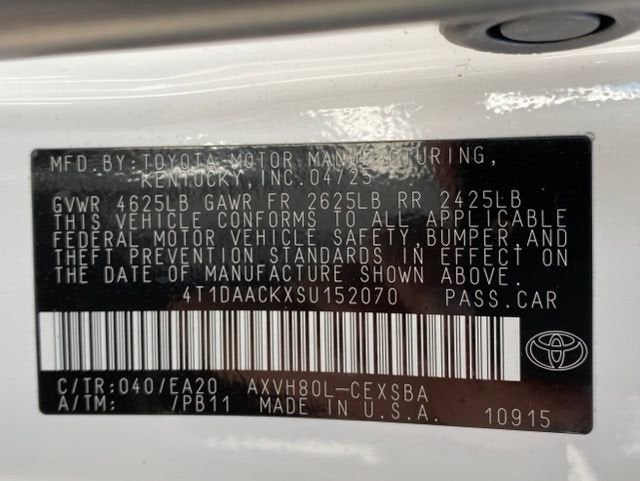 MFD.BY:TOYOTA MOTOR MANUFACTURING,
KENTUCKY, INC.04/25
GVWR 4625LB GAWR FR 2625LB RR 2425LB
THIS VEHICLE CONFORMS TO ALL APPLICABLE
FEDERAL MOTOR VEHICLE SAFETY,BUMPER,AND
THEFT PREVENTION STANDARDS IN EFFECT ON
THE DATE OF MANUFACTURE SHOWN ABOVE.
4T1DAACKXSU152070 PASS.CAR
C/TR:040/EA20 AXVH80L-CEXSBA
A/TM: /PB11 MADE IN U.S.A. 10915